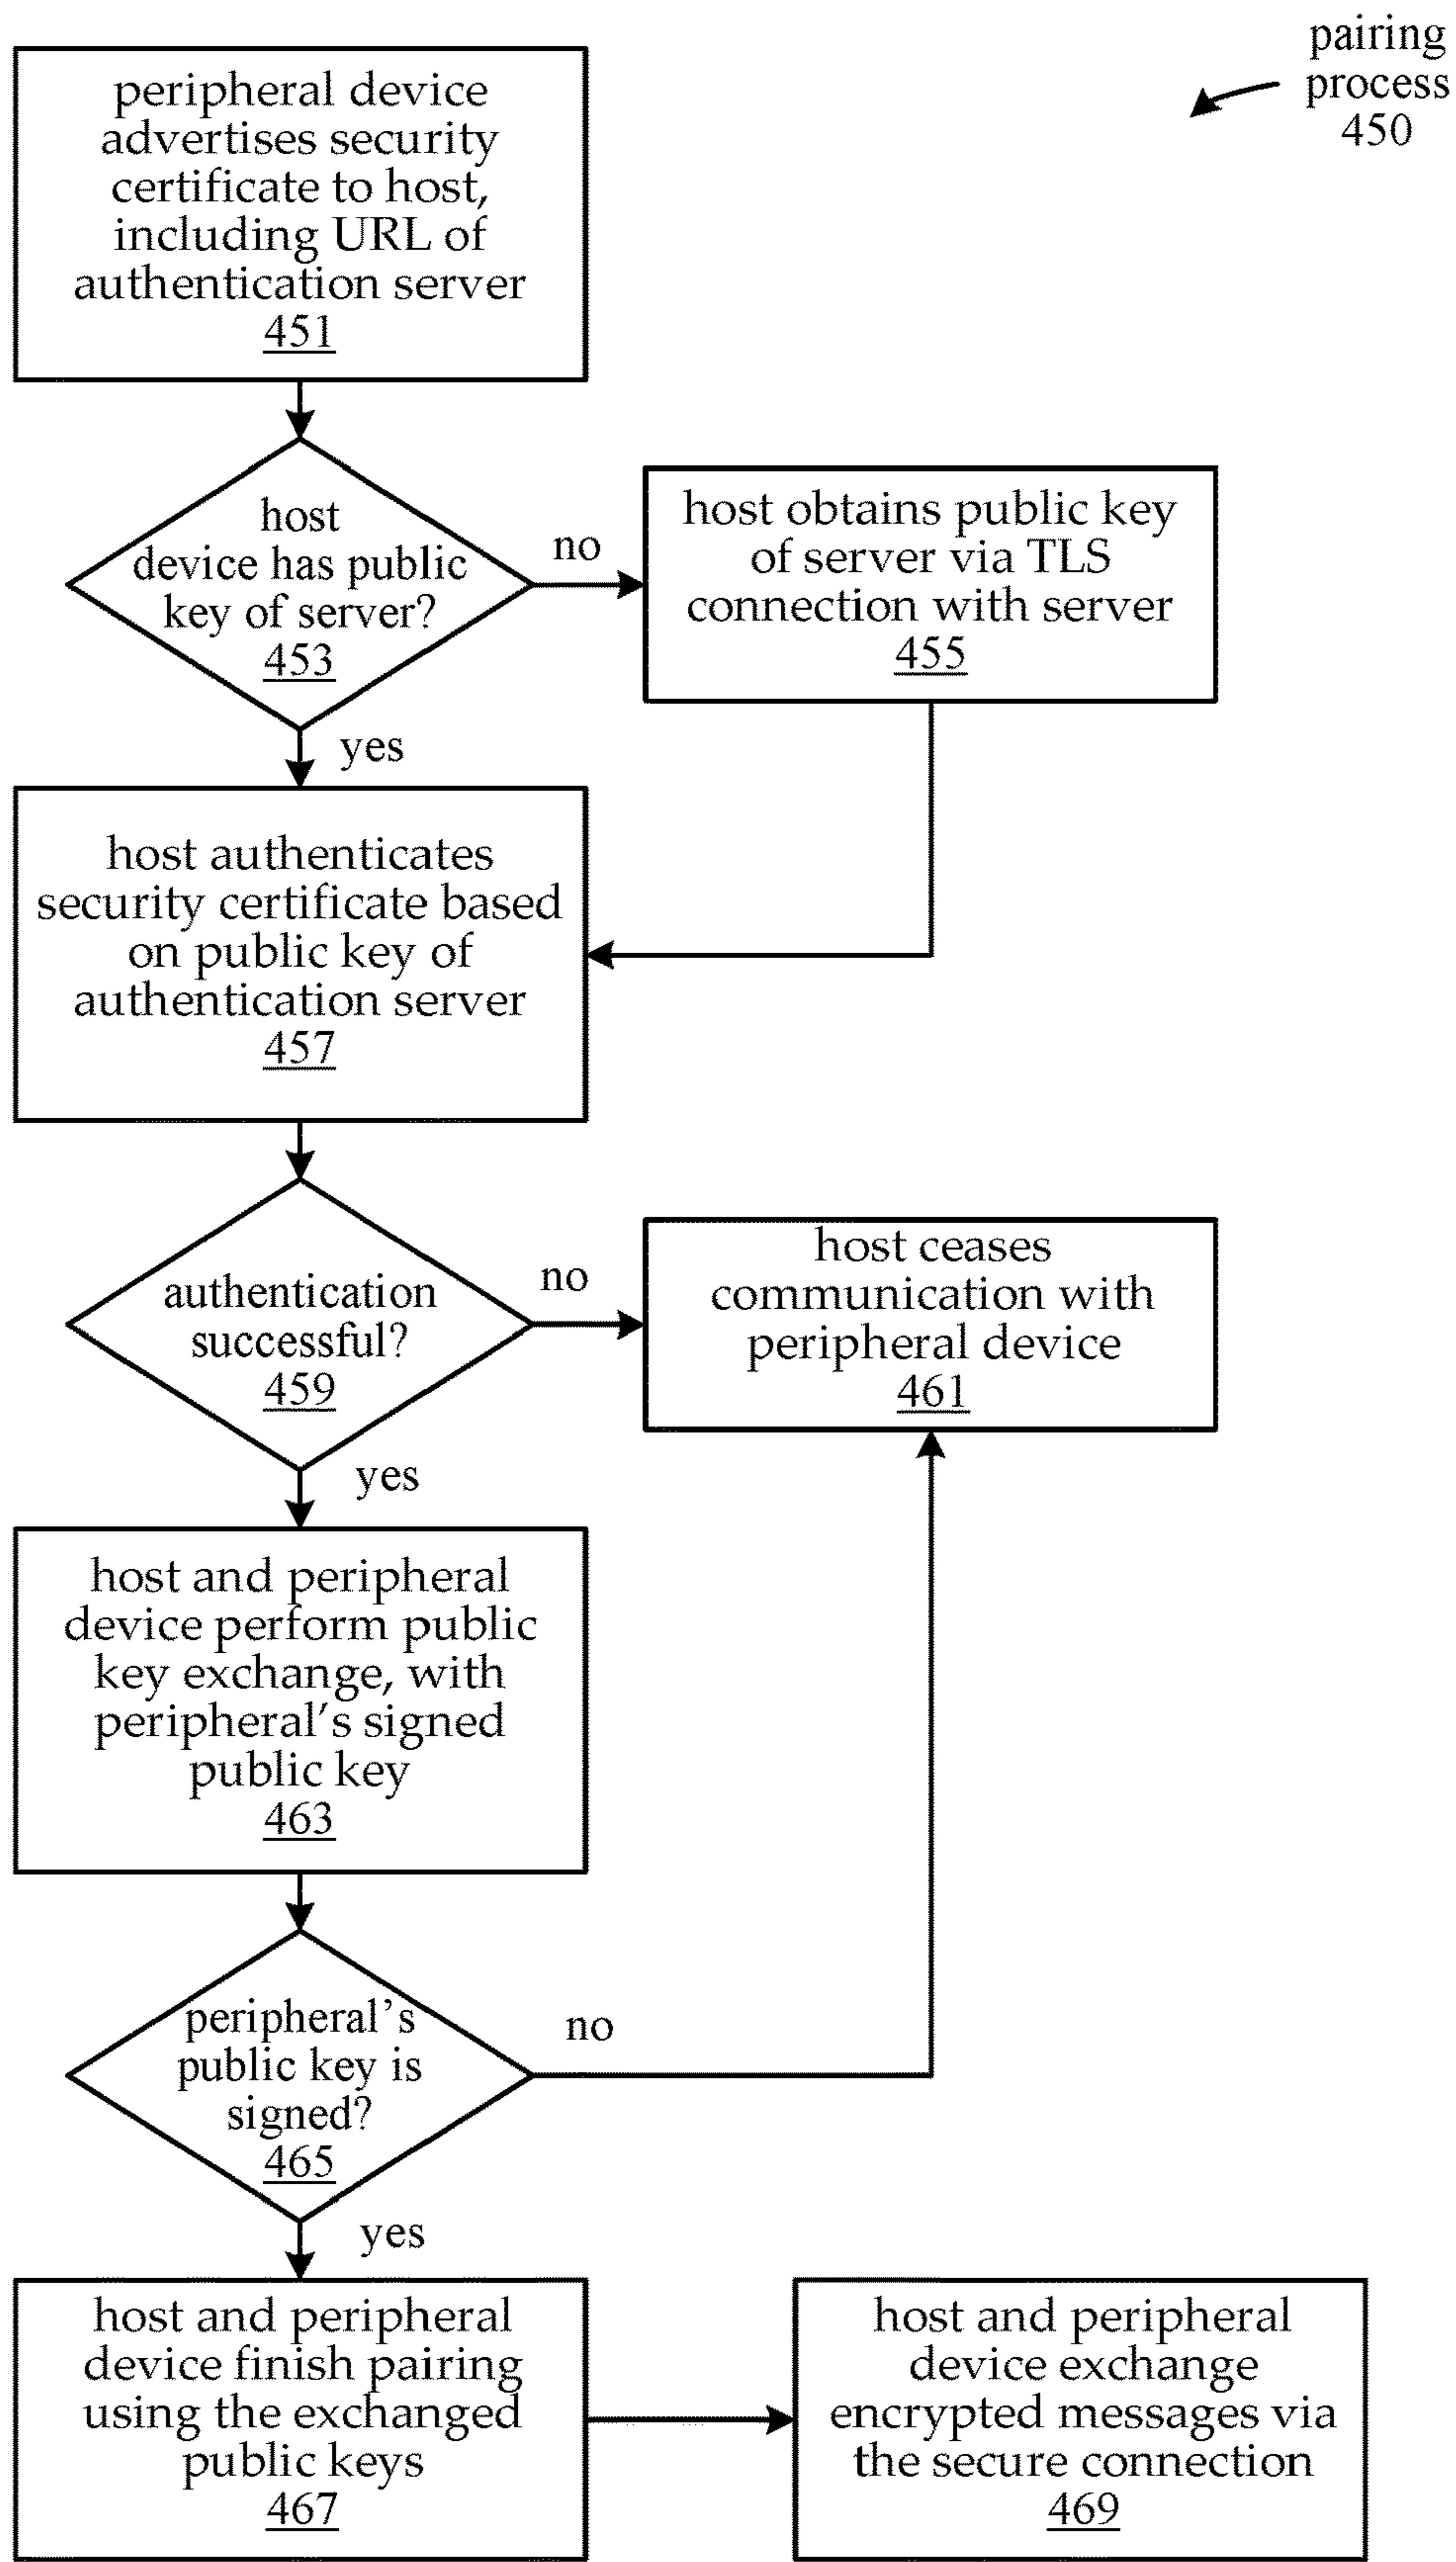 pairing
process
450
peripheral device
advertises security
certificate to host,
including URL of
authentication server
451
host
device has public
key of server?
453
no
host obtains public key
of server via TLS
connection with server
455
yes
host authenticates
security certificate based
on public key of
authentication server
457
authentication
successful?
459
no
host ceases
communication with
peripheral device
461
yes
host and peripheral
device perform public
key exchange, with
peripheral's signed
public key
463
peripheral's
public key is
signed?
465
no
yes
host and peripheral
device finish pairing
using the exchanged
public keys
467
host and peripheral
device exchange
encrypted messages via
the secure connection
469